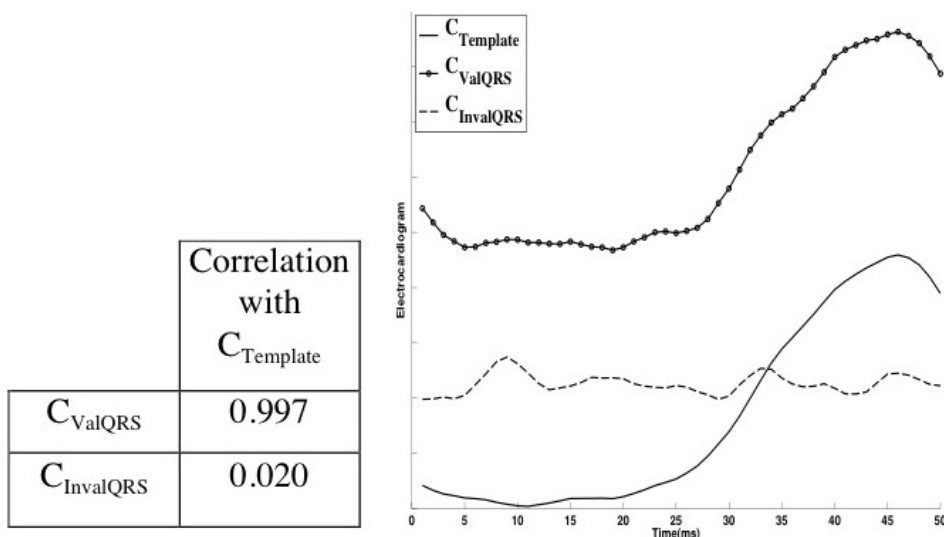 Correlation
with
C_Template
C_ValQRS 0.997
C_InvalQRS 0.020
C_Template
C_ValQRS
C_InvalQRS
Electrocardiogram
0 5 10 15 20 25 30 35 40 45 50
Time(ms)